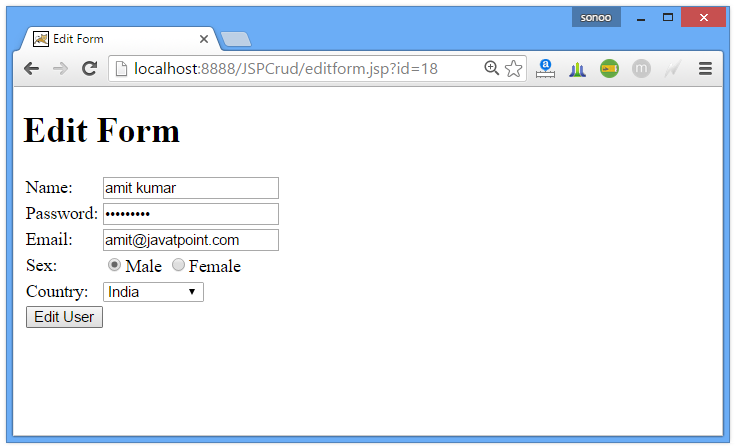 sonoo
Edit Form
localhost:8888/JSPCrud/editform.jsp?id=18
a
m
Edit Form
Name: amit kumar
Password: •••••••••
Email: amit@javatpoint.com
Sex: Male Female
Country: India
Edit User